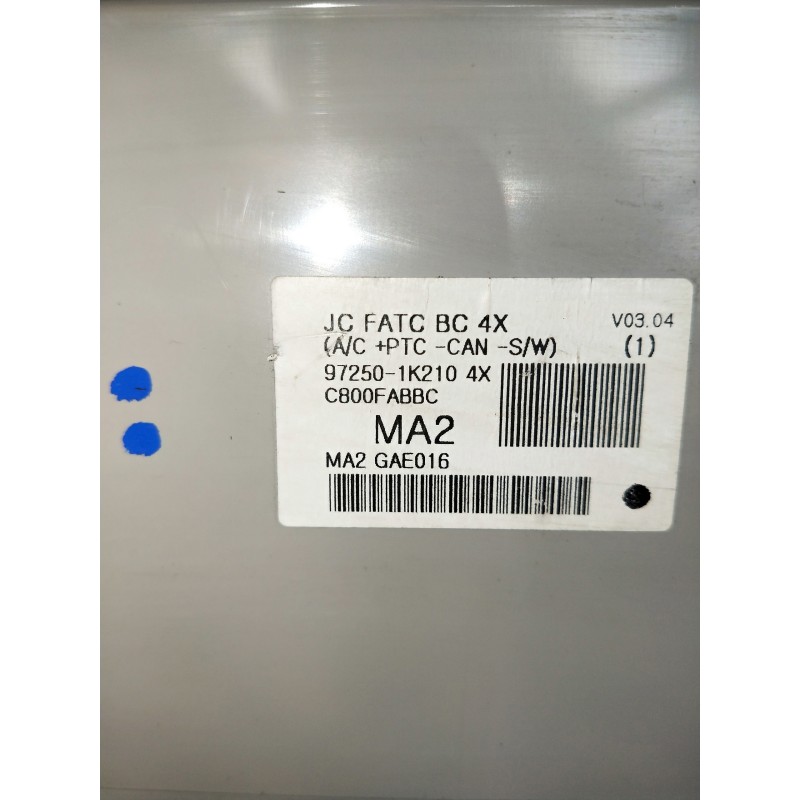 JC FATC BC 4X V03.04
(A/C +PTC -CAN -S/W) (1)
97250-1K210 4X
C800FABBC
MA2
MA2 GAE016